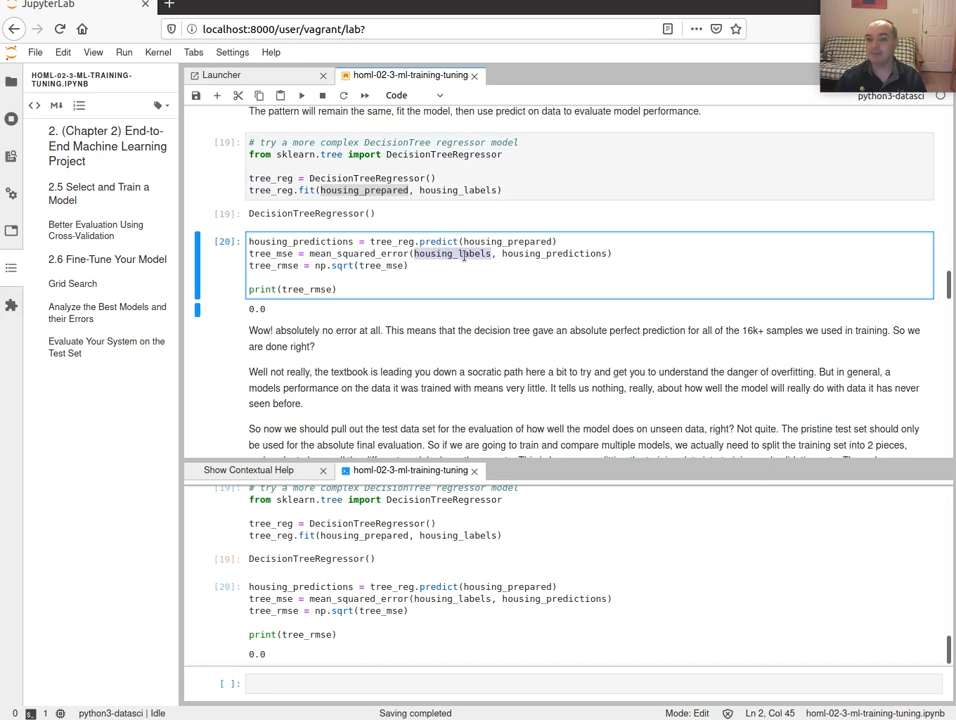 JupyterLab
localhost:8000/user/vagrant/lab?
File Edit View Run Kernel Tabs Settings Help
HOML-02-3-ML-TRAINING-
TUNING.IPYNB
2. (Chapter 2) End-to-
End Machine Learning
Project
2.5 Select and Train a
Model
Better Evaluation Using
Cross-Validation
2.6 Fine-Tune Your Model
Grid Search
Analyze the Best Models and
their Errors
Evaluate Your System on the
Test Set
Launcher
homl-02-3-ml-training-tuning
Code
python3-datasci
The pattern will remain the same, fit the model, then use predict on data to evaluate model performance.
[19]: # try a more complex DecisionTree regressor model
from sklearn.tree import DecisionTreeRegressor
tree_reg = DecisionTreeRegressor()
tree_reg.fit(housing_prepared, housing_labels)
[19]: DecisionTreeRegressor()
[20]: housing_predictions = tree_reg.predict(housing_prepared)
tree_mse = mean_squared_error(housing_labels, housing_predictions)
tree_rmse = np.sqrt(tree_mse)
print(tree_rmse)
0.0
Wow! absolutely no error at all. This means that the decision tree gave an absolute perfect prediction for all of the 16k+ samples we used in training. So we
are done right?
Well not really, the textbook is leading you down a socratic path here a bit to try and get you to understand the danger of overfitting. But in general, a
models performance on the data it was trained with means very little. It tells us nothing, really, about how well the model will really do with data it has never
seen before.
So now we should pull out the test data set for the evaluation of how well the model does on unseen data, right? Not quite. The pristine test set should only
be used for the absolute final evaluation. So if we are going to train and compare multiple models, we actually need to split the training set into 2 pieces,
Show Contextual Help
homl-02-3-ml-training-tuning
[19]: # try a more complex DecisionTree regressor model
from sklearn.tree import DecisionTreeRegressor
tree_reg = DecisionTreeRegressor()
tree_reg.fit(housing_prepared, housing_labels)
[19]: DecisionTreeRegressor()
[20]: housing_predictions = tree_reg.predict(housing_prepared)
tree_mse = mean_squared_error(housing_labels, housing_predictions)
tree_rmse = np.sqrt(tree_mse)
print(tree_rmse)
0.0
[ ]:
0 1 python3-datasci | Idle Saving completed Mode: Edit Ln 2, Col 45 homl-02-3-ml-training-tuning.ipynb